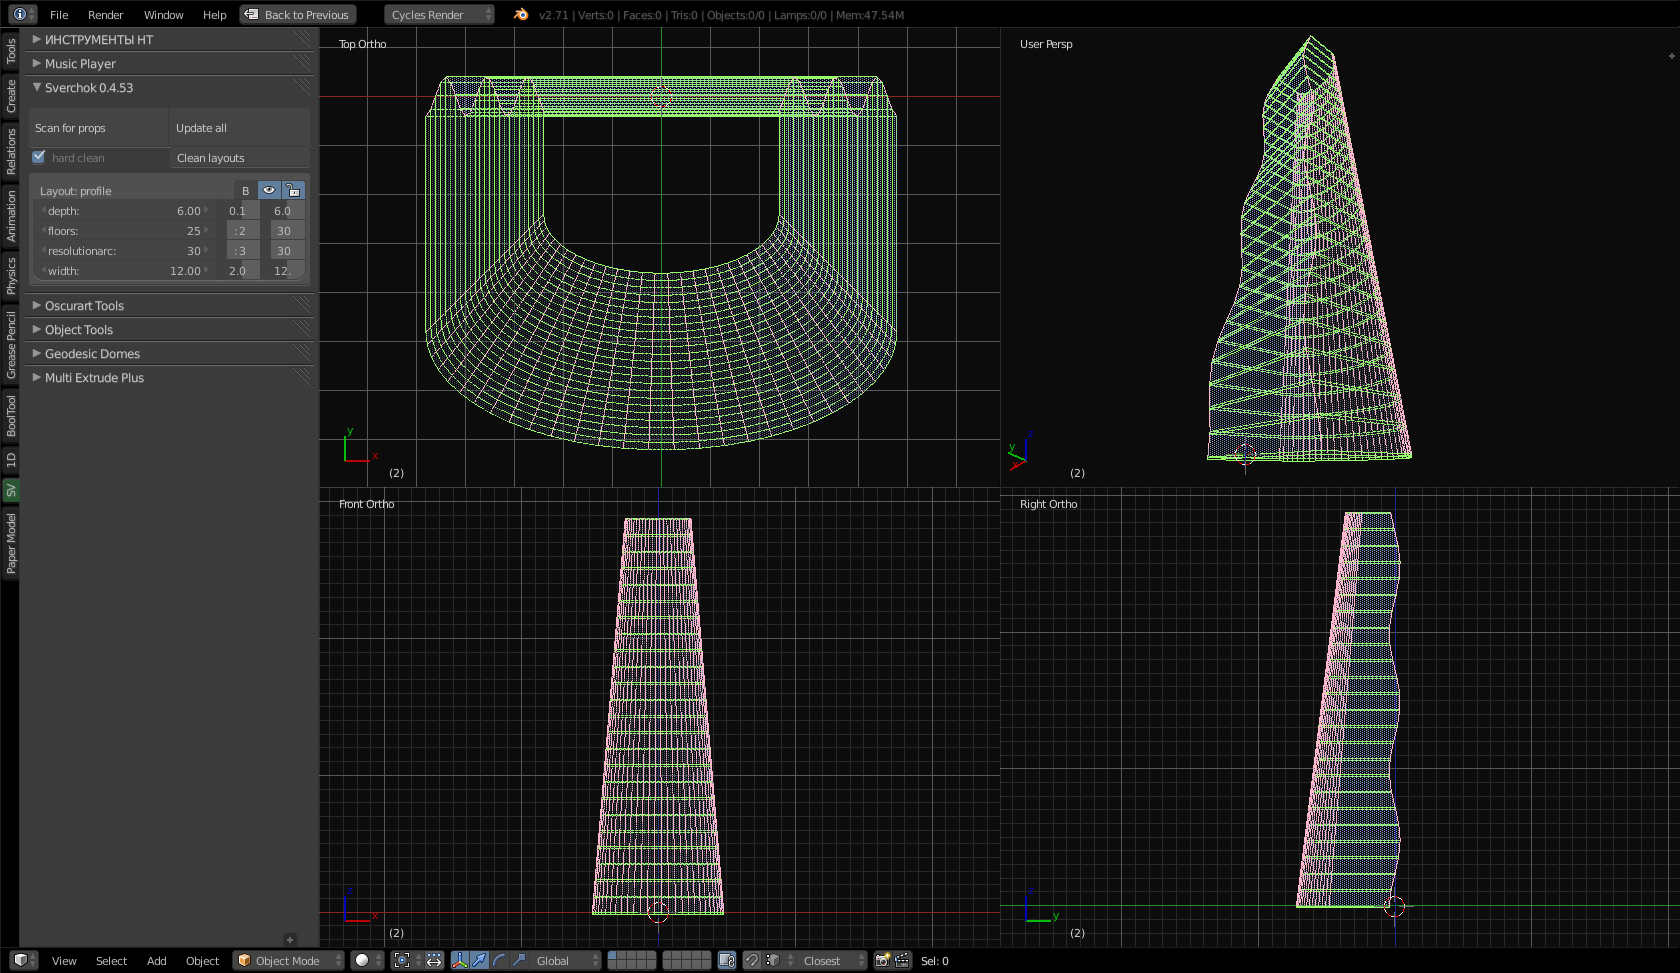 File Render Window Help Back to Previous Cycles Render v2.71 | Verts:0 | Faces:0 | Tris:0 | Objects:0/0 | Lamps:0/0 | Mem:47.54M
Tools
Create
Relations
Animation
Physics
Grease Pencil
BoolTool
1D
SV
Paper Model
ИНСТРУМЕНТЫ НТ
Music Player
Sverchok 0.4.53
Scan for props Update all
hard clean Clean layouts
Layout: profile B
depth: 6.00 0.1 6.0
floors: 25 :2 30
resolutionarc: 30 :3 30
width: 12.00 2.0 12.
Oscurart Tools
Object Tools
Geodesic Domes
Multi Extrude Plus
Top Ortho
y
x
(2)
User Persp
z
y
x
(2)
Front Ortho
z
x
(2)
Right Ortho
z
y
(2)
View Select Add Object Object Mode Global Closest Sel: 0